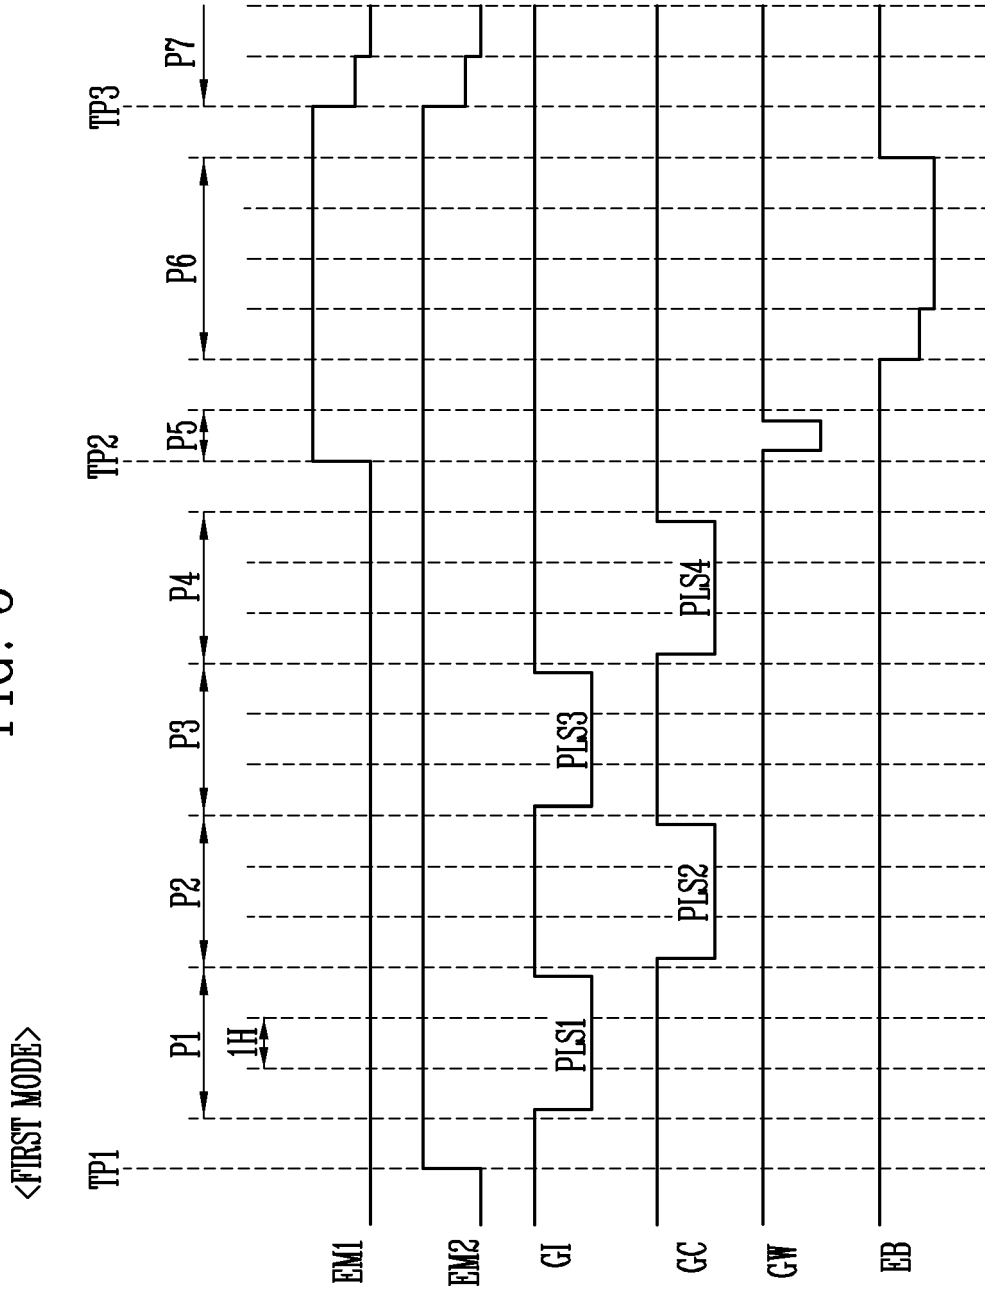 FIG.
<FIRST MODE>
TP1 TP2 TP3
P1 P2 P3 P4 P5 P6 P7
1H
EM1
EM2
GI PLS1 PLS3
GC PLS2 PLS4
GW
EB